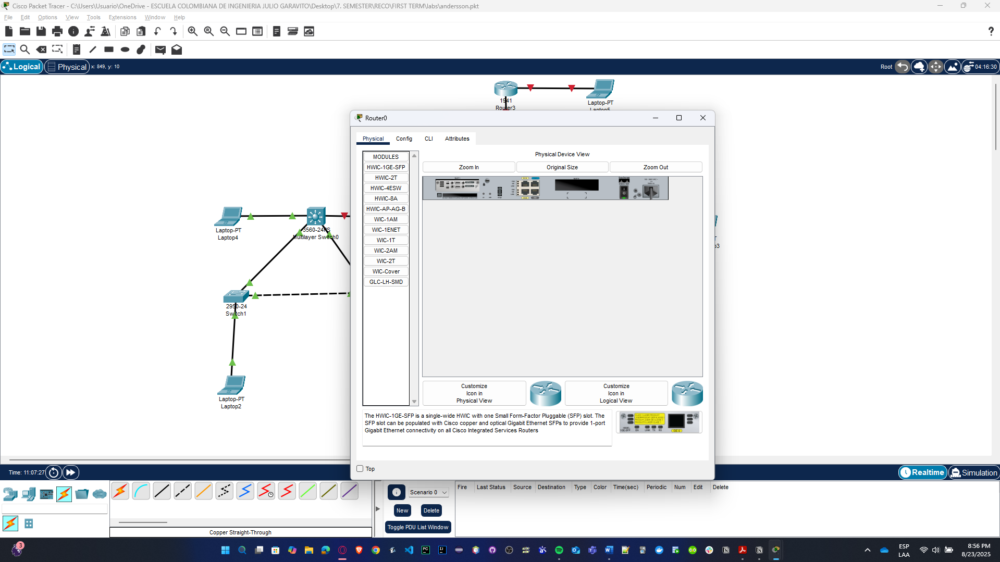 Cisco Packet Tracer - C:\Users\Usuario\OneDrive - ESCUELA COLOMBIANA DE INGENIERIA JULIO GARAVITO\Desktop\7. SEMESTER\RECO\FIRST TERM\labs\andersson.pkt
File Edit Options View Tools Extensions Window Help
Logical Physical x: 849, y: 10 Root 04:16:30
1941
Router3
Laptop-PT
Laptop5
Router0
Physical Config CLI Attributes
MODULES
HWIC-1GE-SFP
HWIC-2T
HWIC-4ESW
HWIC-8A
HWIC-AP-AG-B
WIC-1AM
WIC-1ENET
WIC-1T
WIC-2AM
WIC-2T
WIC-Cover
GLC-LH-SMD
Physical Device View
Zoom In Original Size Zoom Out
Laptop-PT
Laptop4
3560-24PS
Multilayer Switch0
2950-24
Switch1
Laptop-PT
Laptop2
Customize
Icon in
Physical View
Customize
Icon in
Logical View
The HWIC-1GE-SFP is a single-wide HWIC with one Small Form-Factor Pluggable (SFP) slot. The
SFP slot can be populated with Cisco copper and optical Gigabit Ethernet SFPs to provide 1-port
Gigabit Ethernet connectivity on all Cisco Integrated Services Routers
Top
Time: 11:07:27 Realtime Simulation
Scenario 0
New Delete
Toggle PDU List Window
Fire Last Status Source Destination Type Color Time(sec) Periodic Num Edit Delete
Copper Straight-Through
3
ESP
LAA
8:56 PM
8/23/2025